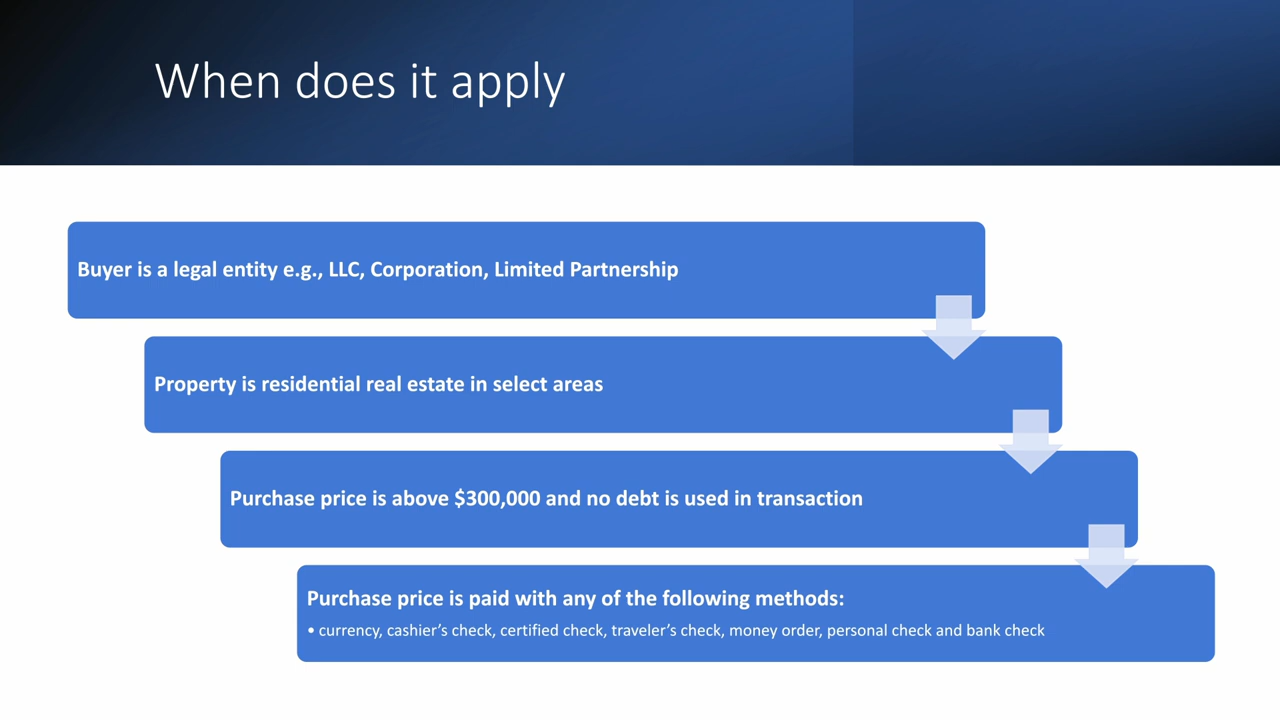 When does it apply
Buyer is a legal entity e.g., LLC, Corporation, Limited Partnership
Property is residential real estate in select areas
Purchase price is above $300,000 and no debt is used in transaction
Purchase price is paid with any of the following methods:
• currency, cashier’s check, certified check, traveler’s check, money order, personal check and bank check